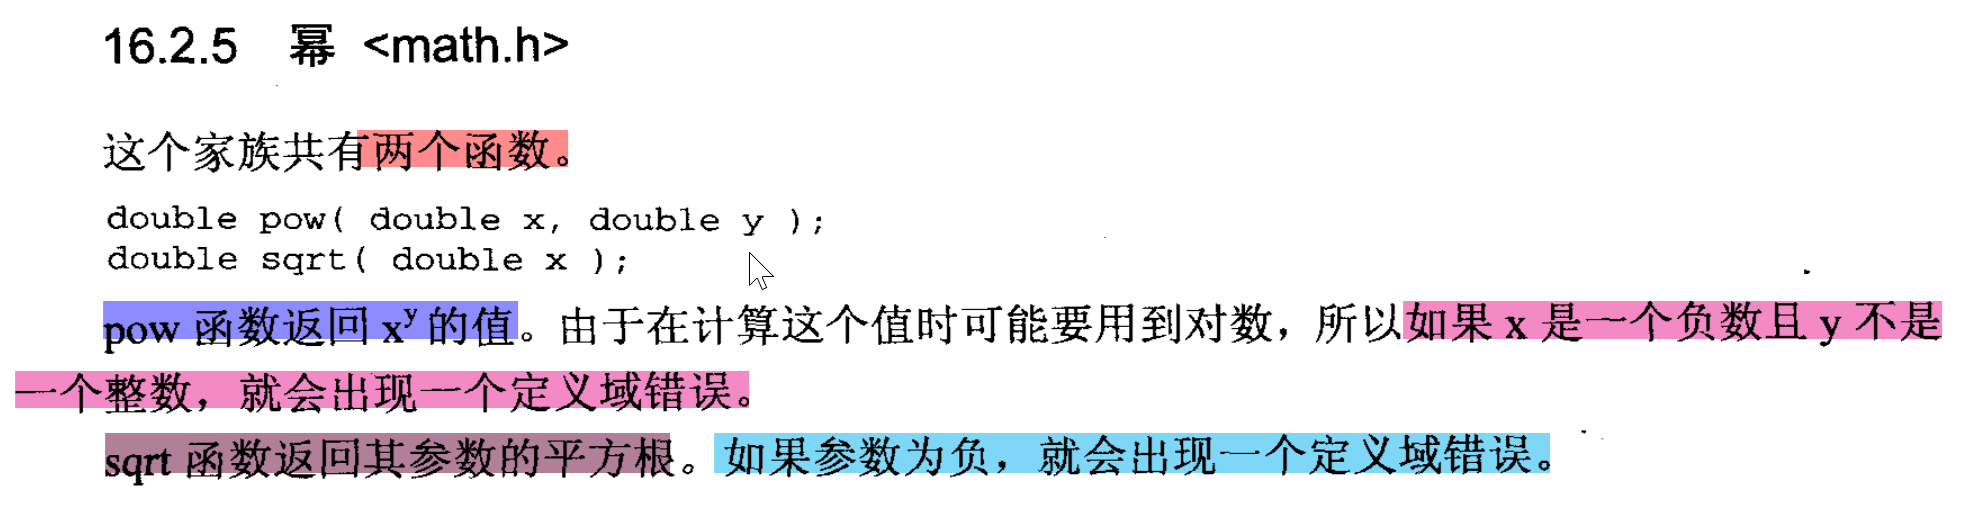 16.2.5 幂 <math.h>
这个家族共有两个函数。
double pow( double x, double y );
double sqrt( double x );
pow 函数返回 xʸ 的值。由于在计算这个值时可能要用到对数，所以如果 x 是一个负数且 y 不是
一个整数，就会出现一个定义域错误。
sqrt 函数返回其参数的平方根。如果参数为负，就会出现一个定义域错误。